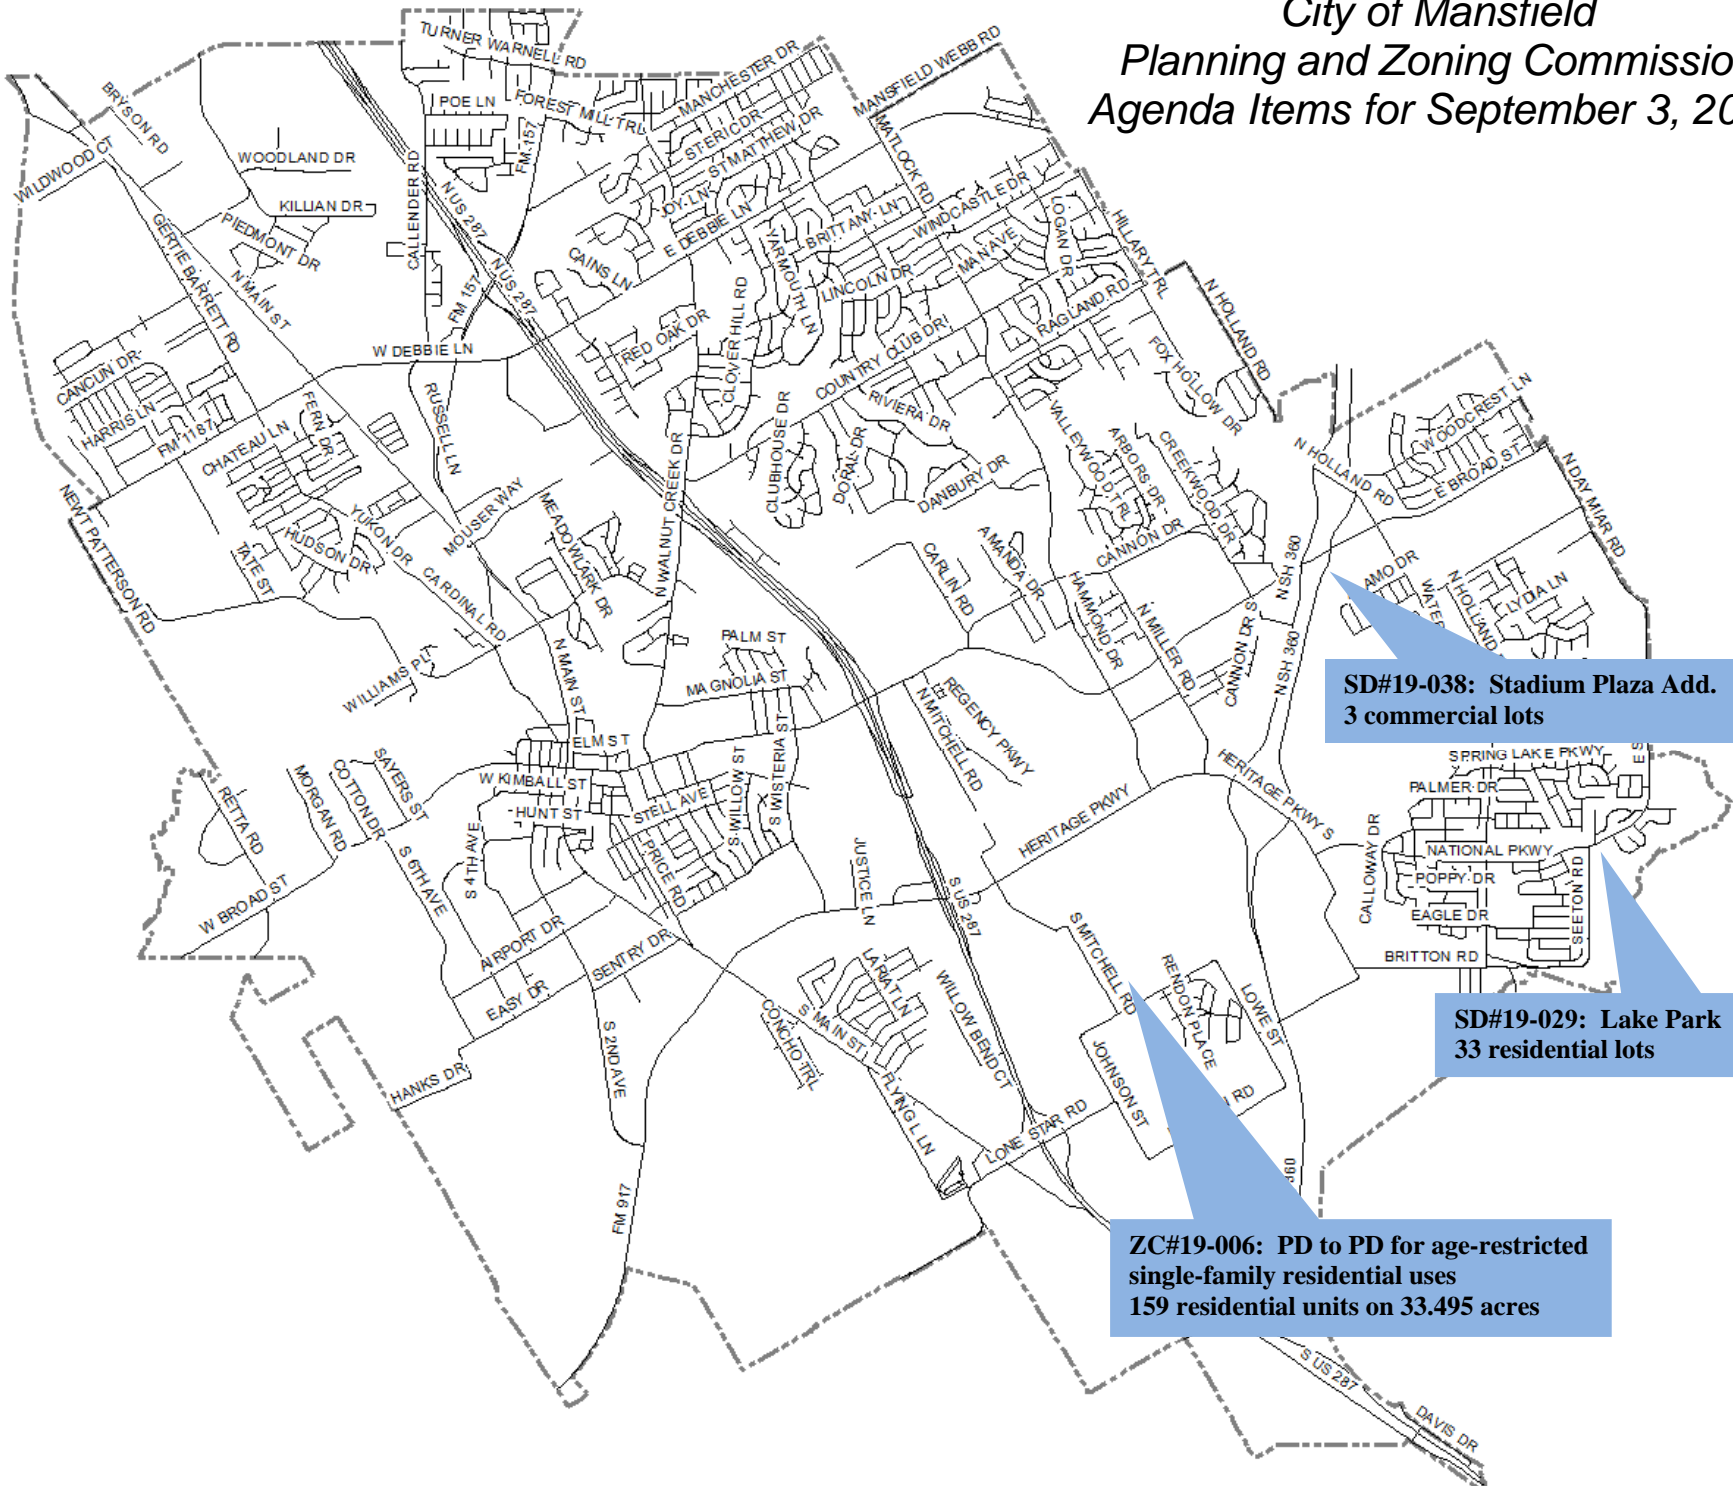 City of Mansfield
Planning and Zoning Commissio
Agenda Items for September 3, 20
TURNER WARNELL RD
BRYSON RD
POE LN
FOREST MILL TRL
MANCHESTER DR
MANSFIELD WEBB RD
ST ERIC DR
ST MATTHEW DR
MATLOCK RD
WILDWOOD CT
WOODLAND DR
CALLENDER RD
N US 287
FM 157
KILLIAN DR
PIEDMONT DR
JOY LN
E DEBBIE LN
BRITTANY LN
WINDCASTLE DR
LOGAN DR
HILLARY TRL
GERTIE BARRETT RD
N MAIN ST
FM 157
N US 287
CAINS LN
YARMOUTH LN
LINCOLN DR
MAN AVE
N HOLLAND RD
W DEBBIE LN
RED OAK DR
CLOVER HILL RD
COUNTRY CLUB DR
RAGLAND RD
FOX HOLLOW DR
CANCUN DR
HARRIS LN
FM 1187
CHATEAU LN
FERN DR
RUSSELL LN
CLUBHOUSE DR
RIVIERA DR
DORAL DR
DANBURY DR
VALLEYWOOD TRL
ARBORS DR
CREEKWOOD DR
N HOLLAND RD
WOODCREST LN
E BROAD ST
N DAY MIAR RD
NEWT PATTERSON RD
TATE ST
HUDSON DR
YUKON DR
MOUSER WAY
MEADOWLARK DR
N WALNUT CREEK DR
CARDINAL RD
CARLIN RD
AMANDA DR
CANNON DR
HAMMOND DR
N MILLER RD
CANNON DR S
N SH 360
N SH 360
AMO DR
WATER
N HOLLAND
LYDIA LN
WILLIAMS PL
N MAIN ST
PALM ST
MAGNOLIA ST
N MITCHELL RD
REGENCY PKWY
SD#19-038: Stadium Plaza Add.
3 commercial lots
ELM ST
W KIMBALL ST
HUNT ST
STELL AVE
S WILLOW ST
S WISTERIA ST
HERITAGE PKWY
HERITAGE PKWY S
SPRING LAKE PKWY
E S
PALMER DR
RETTA RD
MORGAN RD
COTTON DR
SAYERS ST
S 6TH AVE
S 4TH AVE
PRICE RD
JUSTICE LN
S US 287
CALLOWAY DR
NATIONAL PKWY
POPPY DR
EAGLE DR
SEETON RD
BRITTON RD
W BROAD ST
AIRPORT DR
SENTRY DR
EASY DR
S 2ND AVE
HANKS DR
CONCHO TRL
S MAIN ST
LARIAT LN
WILLOW BEND CT
S MITCHELL RD
RENDON PLACE
LOWE ST
JOHNSON ST
N RD
SD#19-029: Lake Park
33 residential lots
FLYING L LN
LONE STAR RD
360
FM 917
ZC#19-006: PD to PD for age-restricted
single-family residential uses
159 residential units on 33.495 acres
S US 287
DAVIS DR